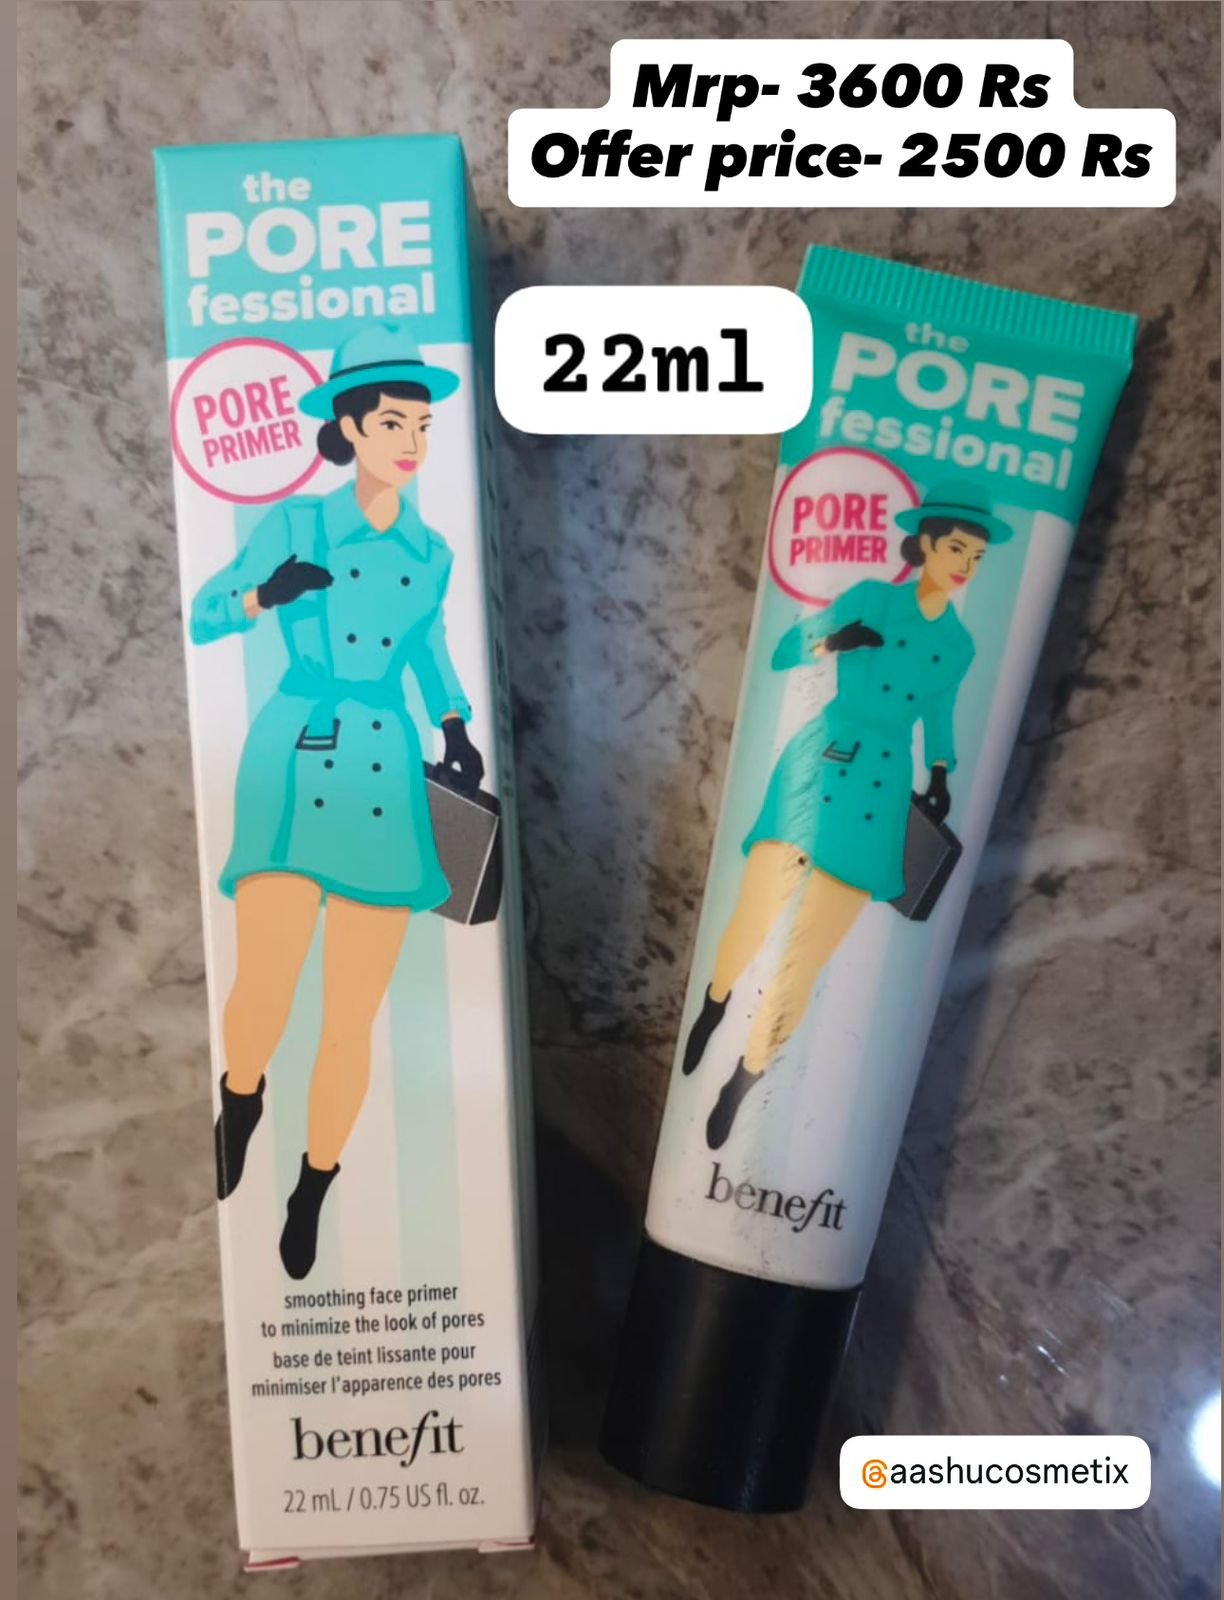 Mrp- 3600 Rs
Offer price- 2500 Rs
22ml
the
PORE
fessional
PORE
PRIMER
smoothing face primer
to minimize the look of pores
base de teint lissante pour
minimiser l'apparence des pores
benefit
22 mL / 0.75 US fl. oz.
the
PORE
fessional
PORE
PRIMER
benefit
@aashucosmetix